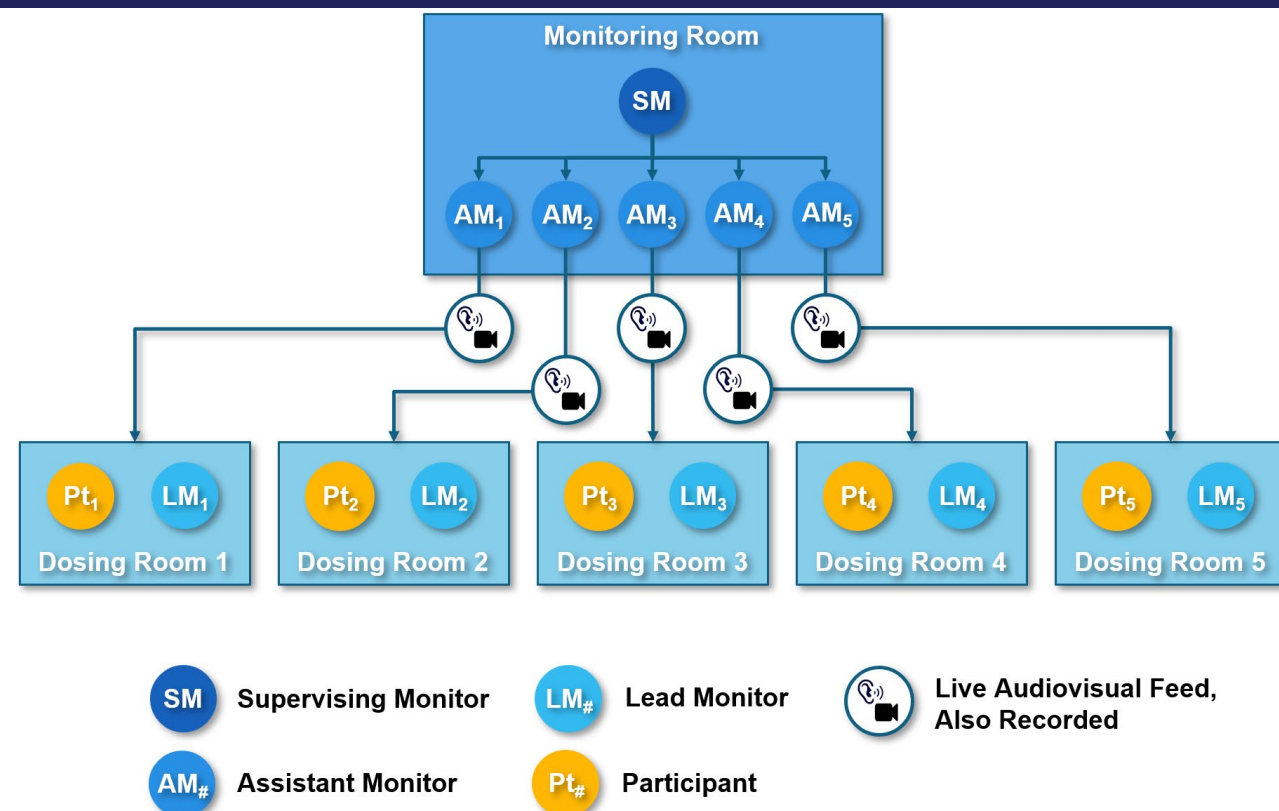 Monitoring Room
SM
AM₁ AM₂ AM₃ AM₄ AM₅
Pt₁ LM₁ Pt₂ LM₂ Pt₃ LM₃ Pt₄ LM₄ Pt₅ LM₅
Dosing Room 1 Dosing Room 2 Dosing Room 3 Dosing Room 4 Dosing Room 5
SM Supervising Monitor
LM# Lead Monitor
Live Audiovisual Feed,
Also Recorded
AM# Assistant Monitor
Pt# Participant